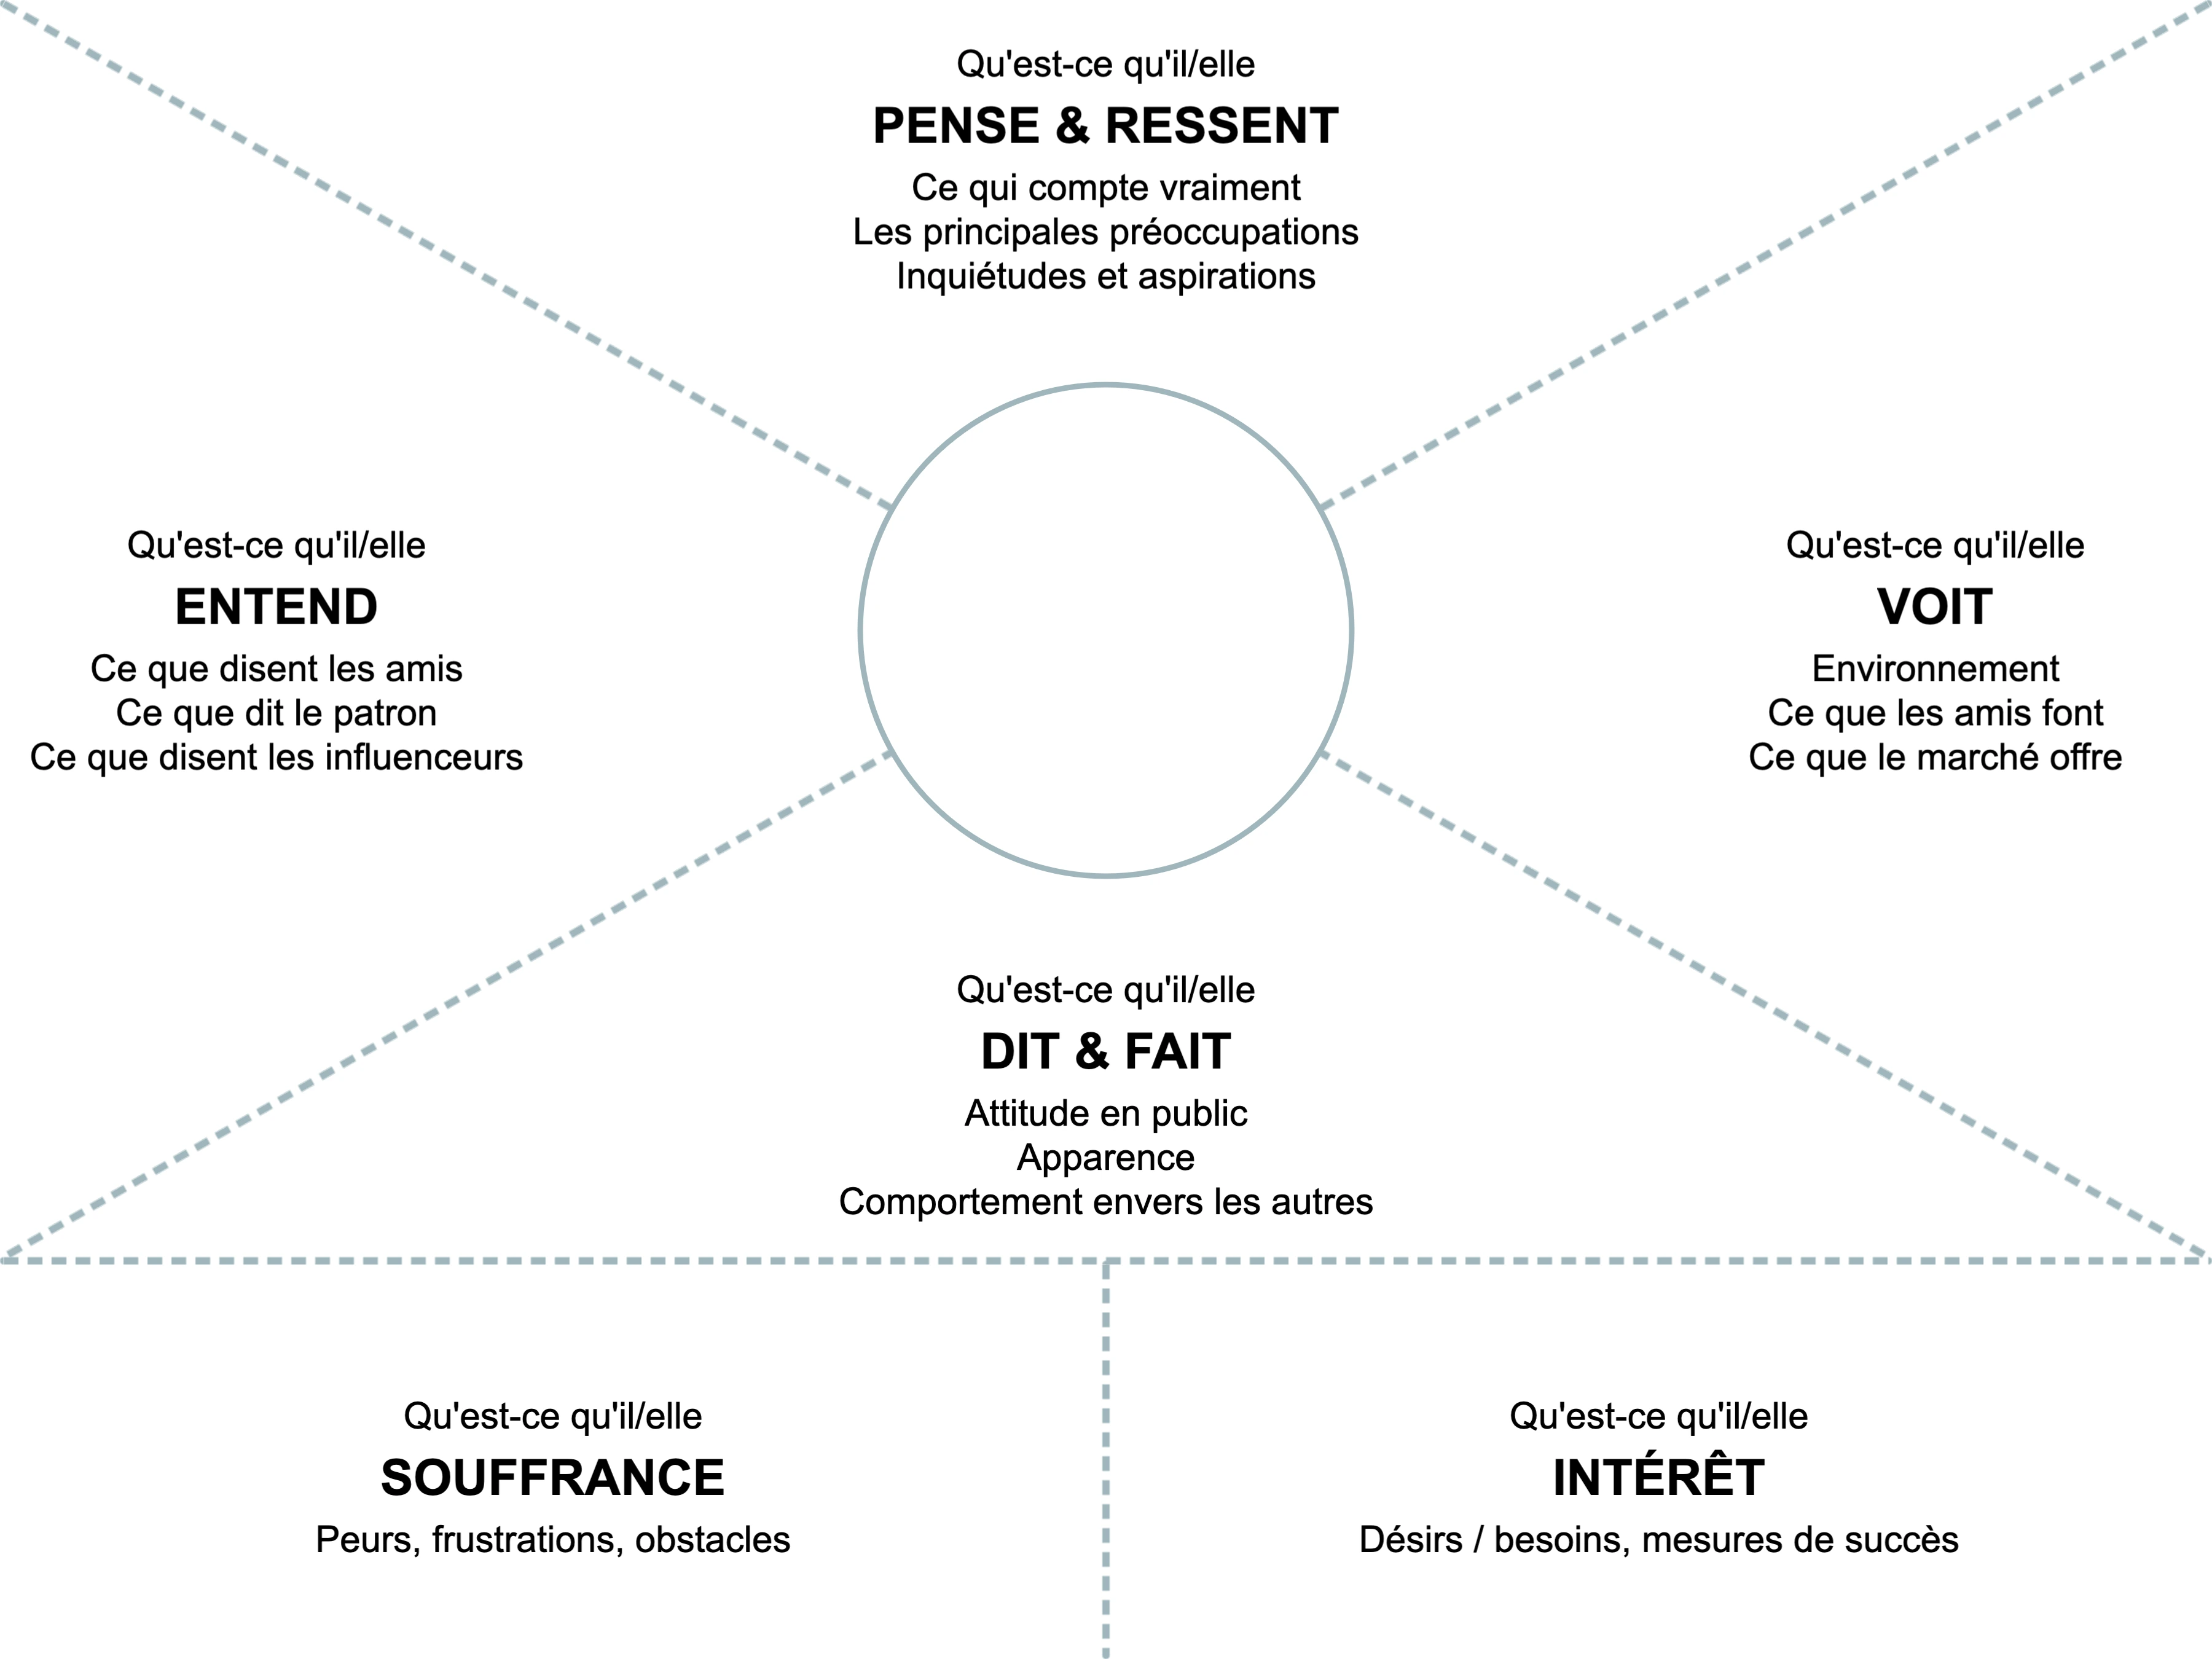 Qu'est-ce qu'il/elle
PENSE & RESSENT
Ce qui compte vraiment
Les principales préoccupations
Inquiétudes et aspirations
Qu'est-ce qu'il/elle
ENTEND
Ce que disent les amis
Ce que dit le patron
Ce que disent les influenceurs
Qu'est-ce qu'il/elle
VOIT
Environnement
Ce que les amis font
Ce que le marché offre
Qu'est-ce qu'il/elle
DIT & FAIT
Attitude en public
Apparence
Comportement envers les autres
Qu'est-ce qu'il/elle
SOUFFRANCE
Peurs, frustrations, obstacles
Qu'est-ce qu'il/elle
INTÉRÊT
Désirs / besoins, mesures de succès